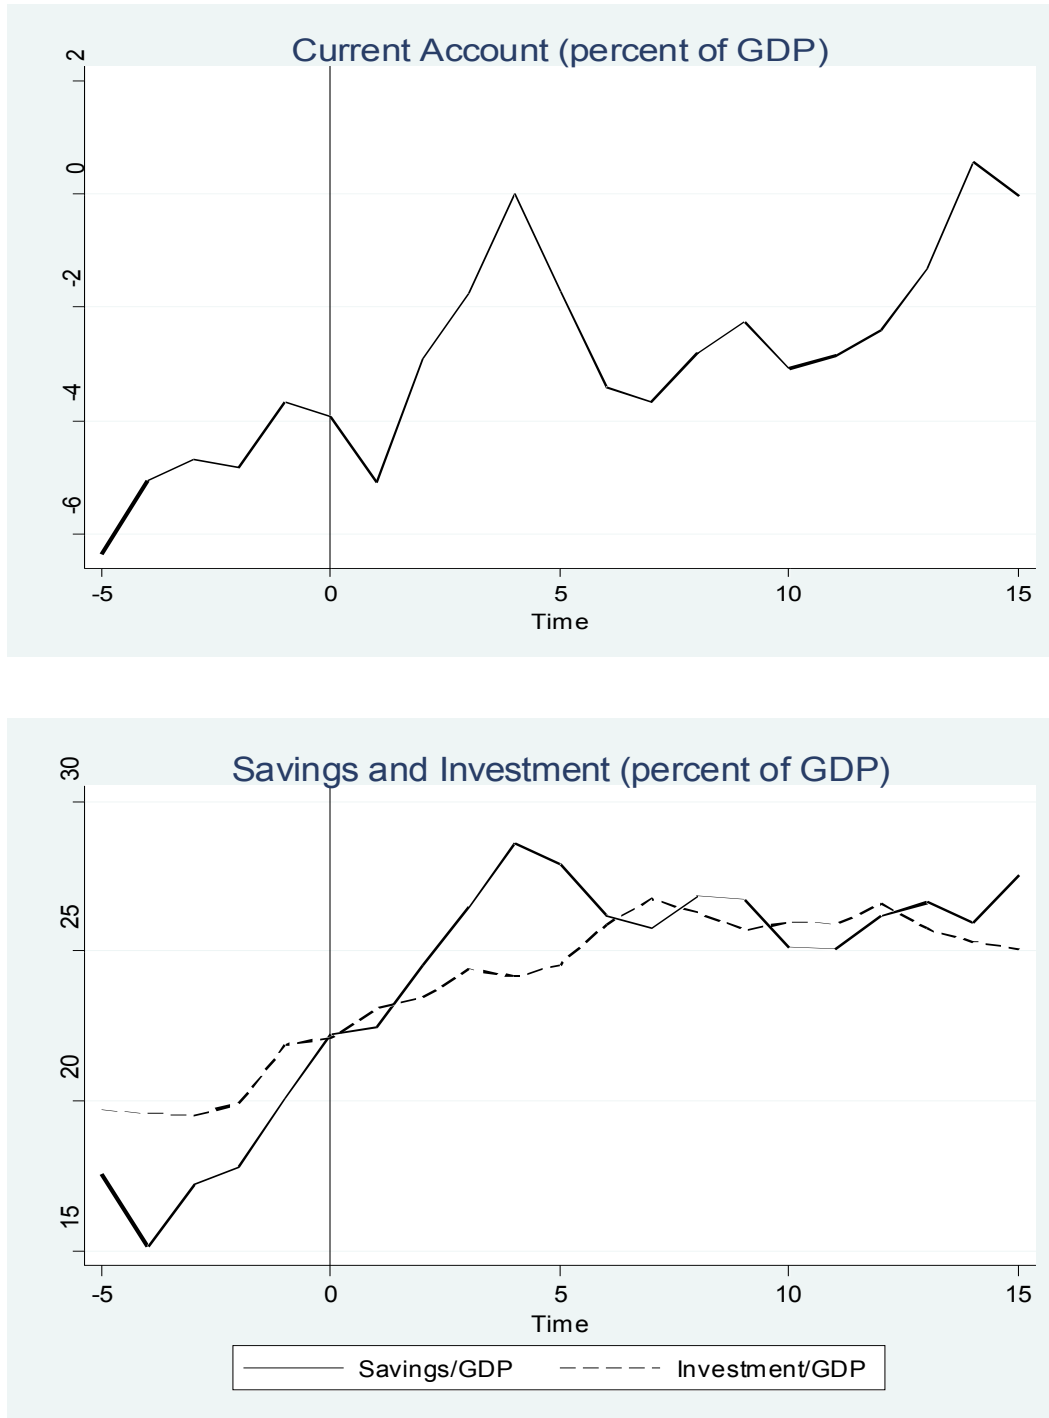 Current Account (percent of GDP)
2
0
-2
-4
-6
-5 0 5 10 15
Time
Savings and Investment (percent of GDP)
30
25
20
15
-5 0 5 10 15
Time
Savings/GDP Investment/GDP